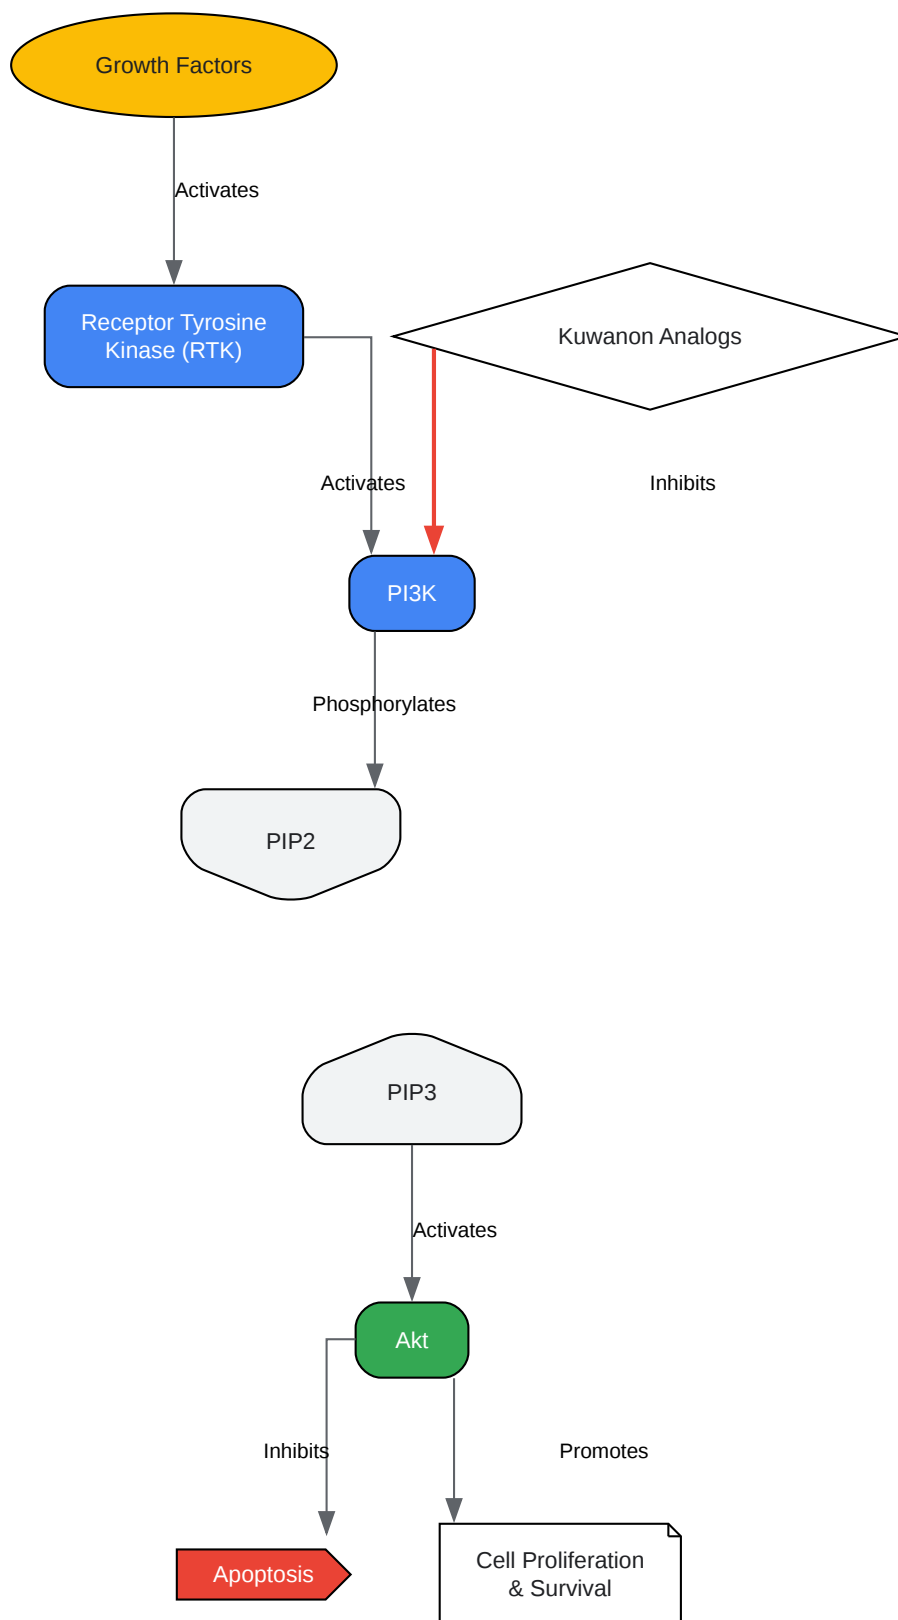 Growth Factors
Activates
Receptor Tyrosine
Kinase (RTK)
Kuwanon Analogs
Activates
Inhibits
PI3K
Phosphorylates
PIP2
PIP3
Activates
Akt
Inhibits
Promotes
Apoptosis
Cell Proliferation
& Survival